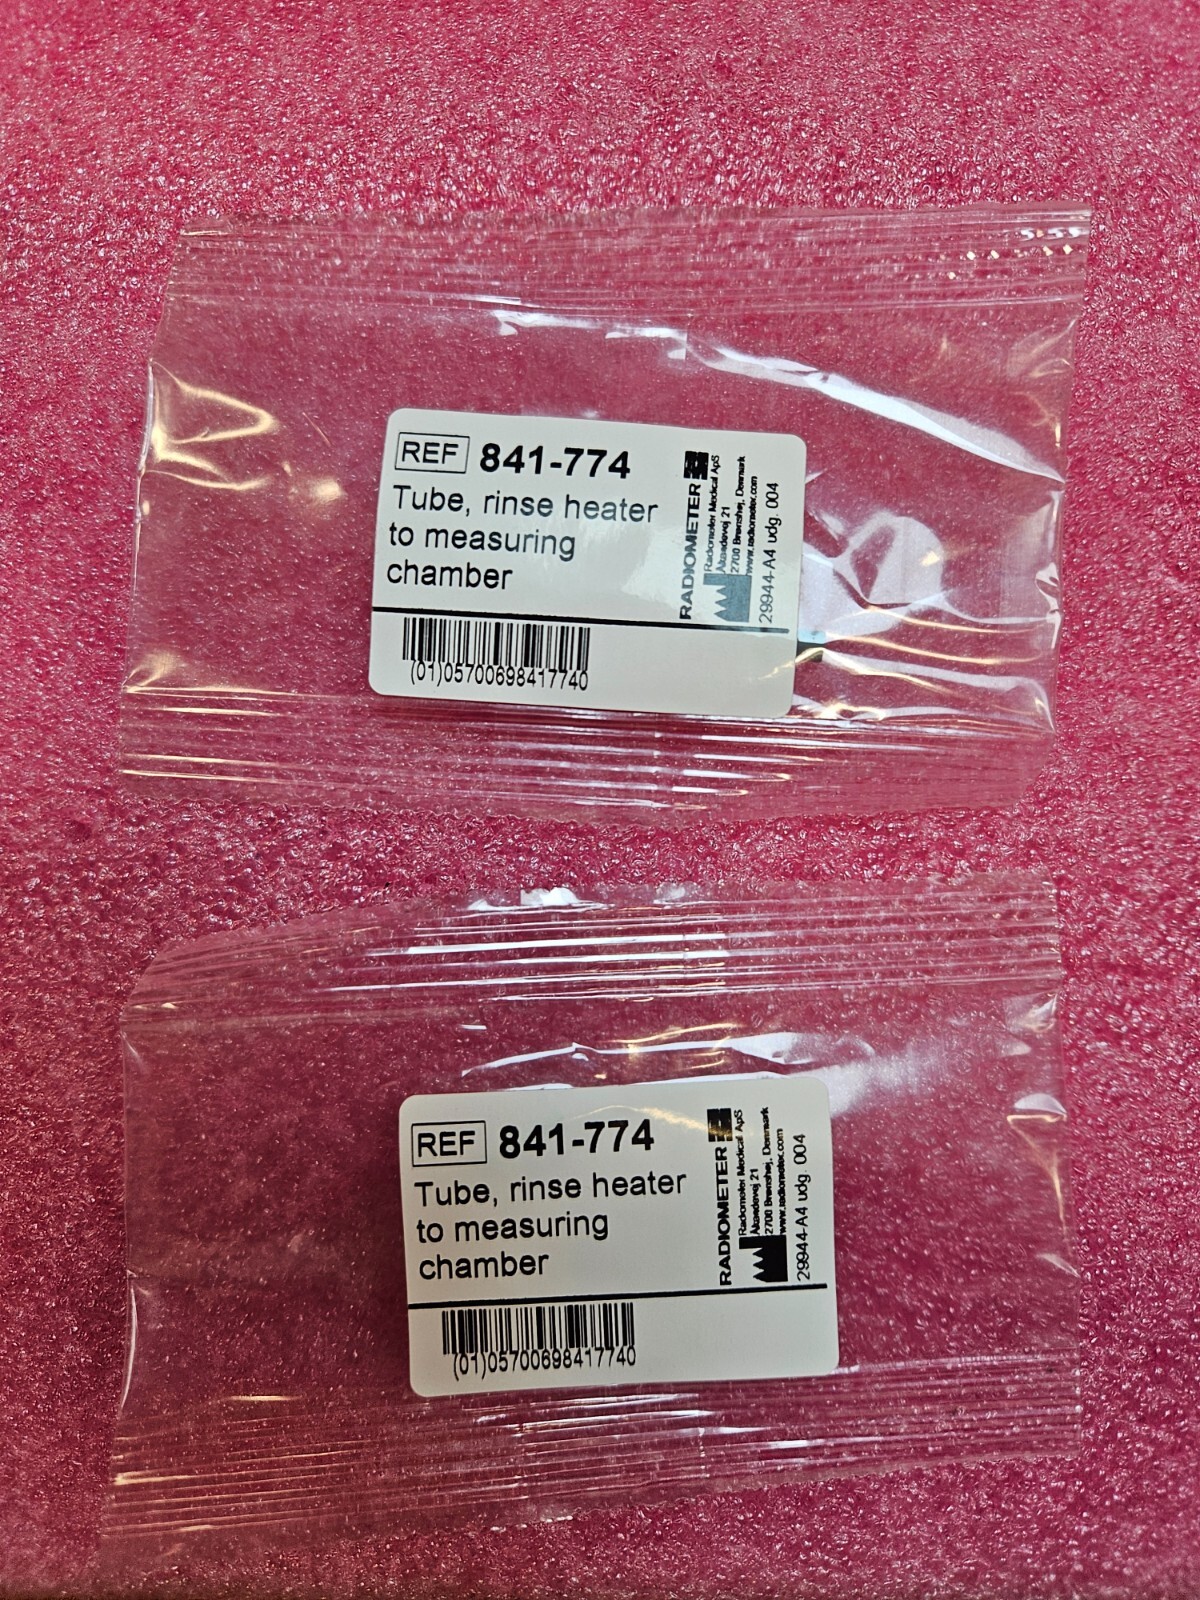 REF 841-774
Tube, rinse heater
to measuring
chamber
(01)05700698417740
RADIOMETER
Radiometer Medical ApS
Åkandevej 21
2700 Brønshøj, Denmark
www.radiometer.com
29944-A4 udg. 004
REF 841-774
Tube, rinse heater
to measuring
chamber
(01)05700698417740
RADIOMETER
Radiometer Medical ApS
Åkandevej 21
2700 Brønshøj, Denmark
www.radiometer.com
29944-A4 udg. 004